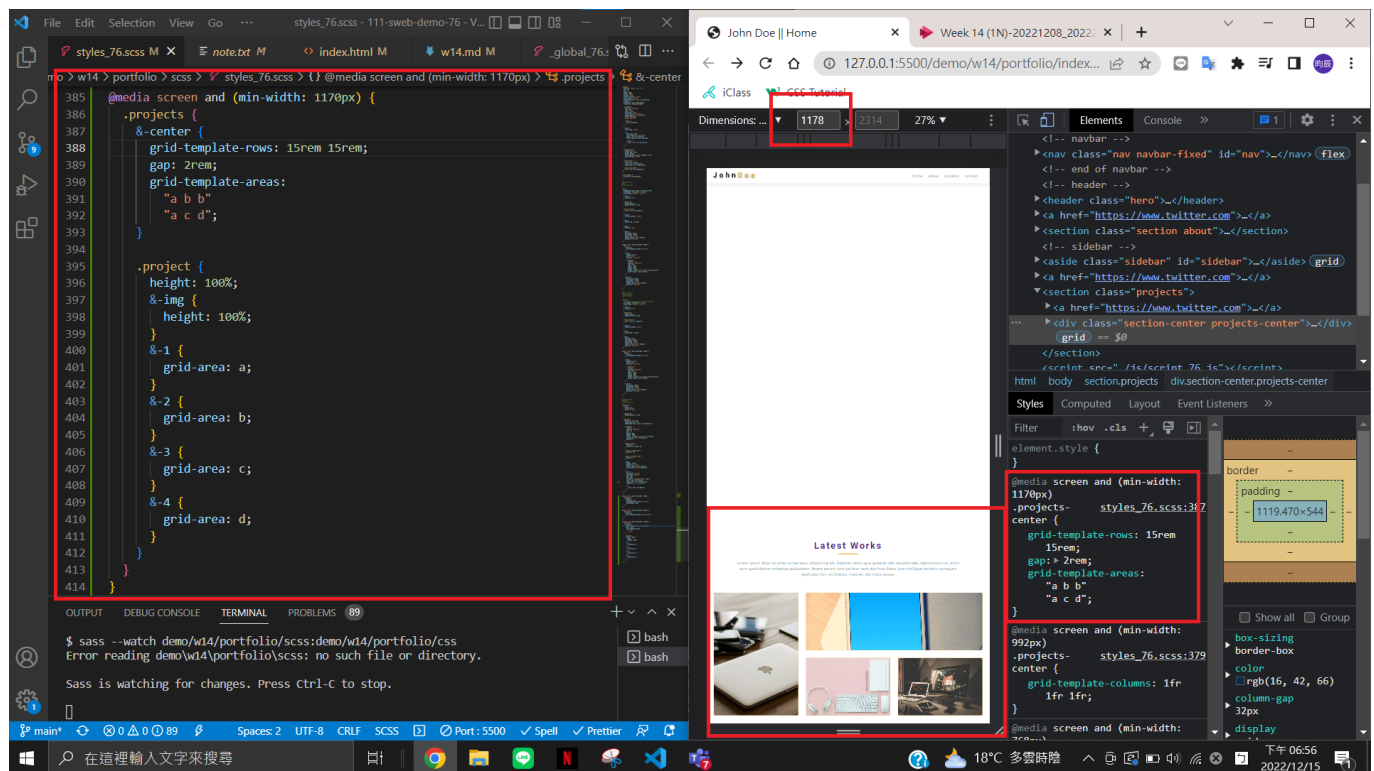 File Edit Selection View Go ··· styles_76.scss - 111-sweb-demo-76 - V...
styles_76.scss M note.txt M index.html M w14.md M _global_76.s
mo > w14 > portfolio > scss > styles_76.scss > {} @media screen and (min-width: 1170px) > .projects > &-center
385 @media screen and (min-width: 1170px) {
386 .projects {
387 &-center {
388 grid-template-rows: 15rem 15rem;
389 gap: 2rem;
390 grid-template-areas:
391 "a b b"
392 "a c d";
393 }
394
395 .project {
396 height: 100%;
397 &-img {
398 height: 100%;
399 }
400 &-1 {
401 grid-area: a;
402 }
403 &-2 {
404 grid-area: b;
405 }
406 &-3 {
407 grid-area: c;
408 }
409 &-4 {
410 grid-area: d;
411 }
412 }
413 }
414 }
OUTPUT DEBUG CONSOLE TERMINAL PROBLEMS 89
$ sass --watch demo/w14/portfolio/scss:demo/w14/portfolio/css
Error reading demo\w14\portfolio\scss: no such file or directory.
Sass is watching for changes. Press Ctrl-C to stop.
bash
bash
9
1
main* 0 0 89 Spaces: 2 UTF-8 CRLF SCSS Port : 5500 Spell Prettier
John Doe || Home
Week 14 (1N)-20221208_2022
127.0.0.1:5500/demo/w14/portfolio/index...
昀辰
iClass CSS Tutorial
Dimensions: ... 1178 × 2314 27%
JohnDoe home about projects contact
Latest Works
Elements Console 1
<!-- navbar -->
<nav class="nav navbar-fixed" id="nav">…</nav> flex
<!-- end of navbar -->
<!-- header -->
<header class="hero">…</header>
<a href="https://www.twitter.com">…</a>
<section class="section about">…</section>
<!-- sidebar -->
<aside class="sidebar" id="sidebar">…</aside> grid
<a href="https://www.twitter.com">…</a>
<section class="projects">
<a href="https://www.twitter.com">…</a>
<div class="section-center projects-center">…</div>
grid == $0
</section>
<script src="./js/script_76.js"></script>
html body section.projects div.section-center.projects-center
Styles Computed Layout Event Listeners
Filter :hov .cls
element.style {
}
@media screen and (min-width:
1170px)
.projects- styles_76.scss:387
center {
grid-template-rows: 15rem
15rem;
gap: 2rem;
grid-template-areas:
"a b b"
"a c d";
}
@media screen and (min-width:
992px)
.projects- styles_76.scss:379
center {
grid-template-columns: 1fr
1fr 1fr;
}
@media screen and (min-width:
border –
padding –
1119.470×544
Show all Group
box-sizing
border-box
color
rgb(16, 42, 66)
column-gap
32px
display
在這裡輸入文字來搜尋
7
18°C 多雲時陰
下午 06:56
2022/12/15
1